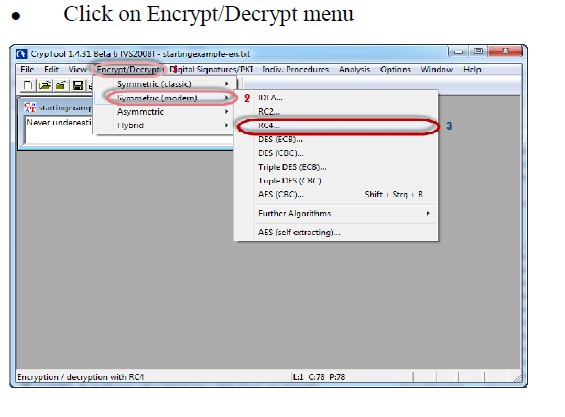 ● Click on Encrypt/Decrypt menu
CrypTool 1.4.31 Beta 6 [VS2008] - startingexample-en.txt
File Edit View Encrypt/Decrypt 1 Digital Signatures/PKI Indiv. Procedures Analysis Options Window Help
Symmetric (classic)
Symmetric (modern) 2
Asymmetric
Hybrid
startingexamp
Never underesti
IDEA...
RC2...
RC4... 3
DES (ECB)...
DES (CBC)...
Triple DES (ECB)...
Triple DES (CBC)...
AES (CBC)... Shift + Strg + R
Further Algorithms
AES (self extracting)...
Encryption / decryption with RC4 L:1 C:78 P:78